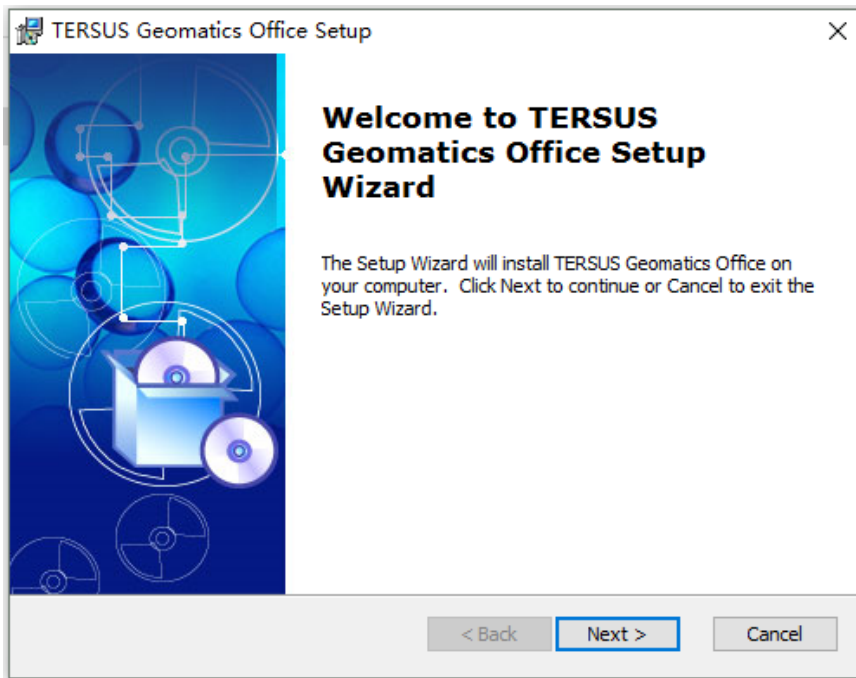 TERSUS Geomatics Office Setup
Welcome to TERSUS
Geomatics Office Setup
Wizard
The Setup Wizard will install TERSUS Geomatics Office on
your computer.  Click Next to continue or Cancel to exit the
Setup Wizard.
< Back Next > Cancel